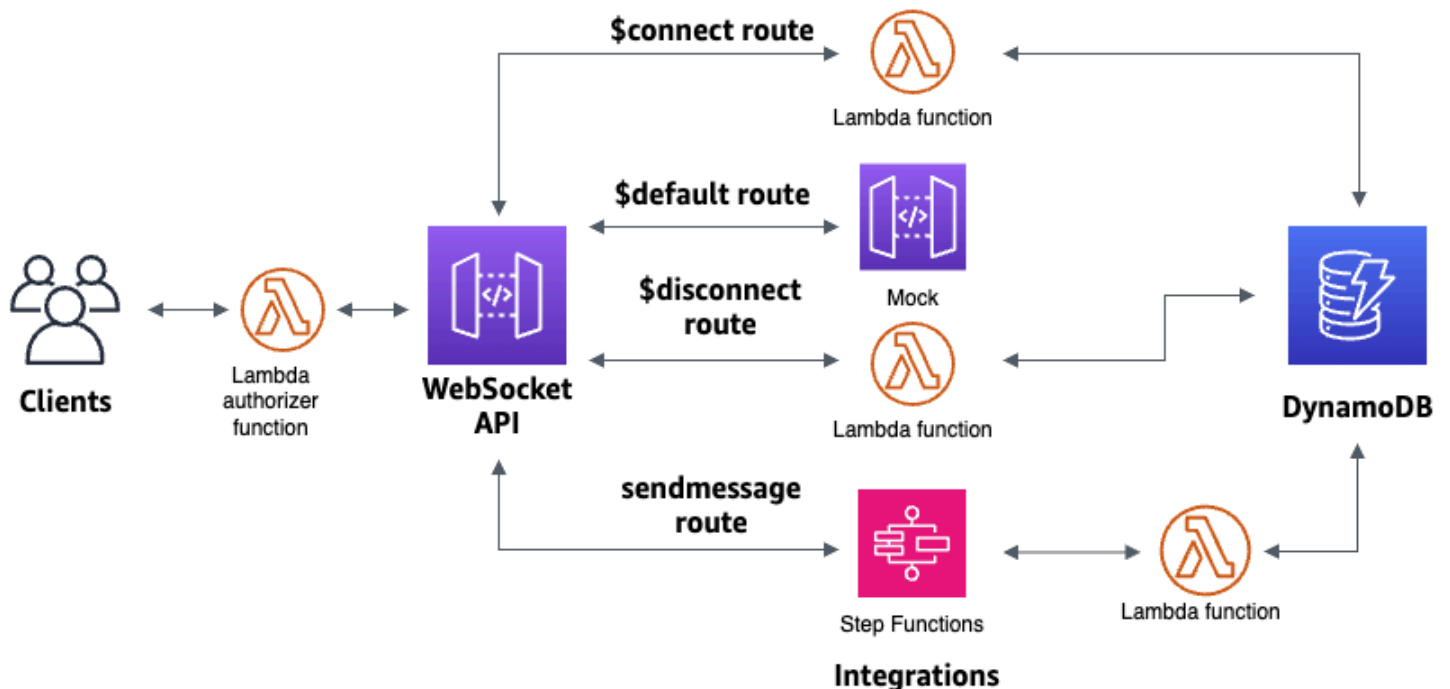 $connect route
Lambda function
$default route
Mock
$disconnect
route
Lambda function
Clients
Lambda
authorizer
function
WebSocket
API
DynamoDB
sendmessage
route
Step Functions
Lambda function
Integrations